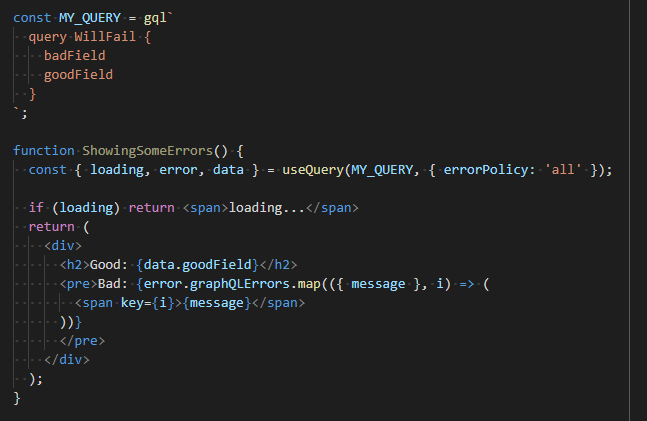 const MY_QUERY = gql`
  query WillFail {
    badField
    goodField
  }
`;

function ShowingSomeErrors() {
  const { loading, error, data } = useQuery(MY_QUERY, { errorPolicy: 'all' });

  if (loading) return <span>loading...</span>
  return (
    <div>
      <h2>Good: {data.goodField}</h2>
      <pre>Bad: {error.graphQLErrors.map(({ message }, i) => (
        <span key={i}>{message}</span>
      ))}
      </pre>
    </div>
  );
}